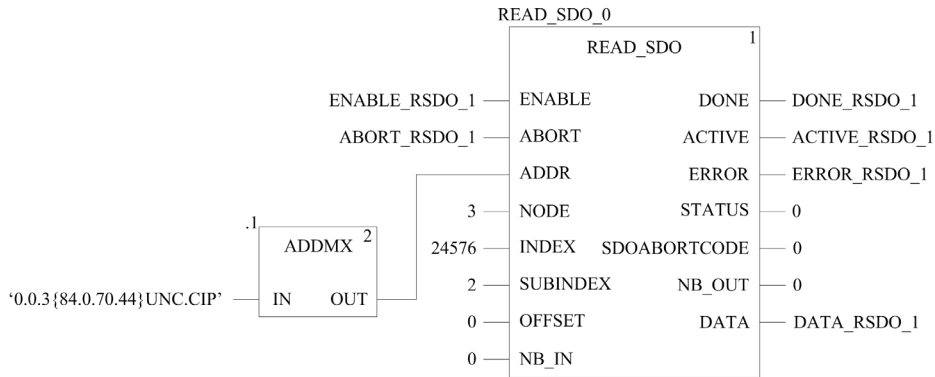 READ_SDO_0
READ_SDO 1
ENABLE_RSDO_1 ENABLE DONE DONE_RSDO_1
ABORT_RSDO_1 ABORT ACTIVE ACTIVE_RSDO_1
ADDR ERROR ERROR_RSDO_1
3 NODE STATUS 0
.1 ADDMX 2
24576 INDEX SDOABORTCODE 0
2 SUBINDEX NB_OUT 0
‘0.0.3{84.0.70.44}UNC.CIP’ IN OUT
0 OFFSET DATA DATA_RSDO_1
0 NB_IN